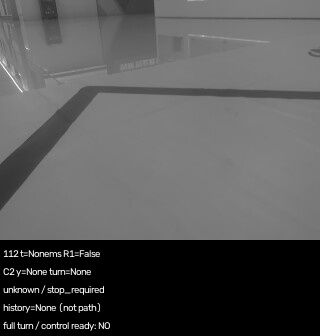 112 t=Nonems R1=False
C2 y=None turn=None
unknown / stop_required
history=None (not path)
full turn / control ready: NO